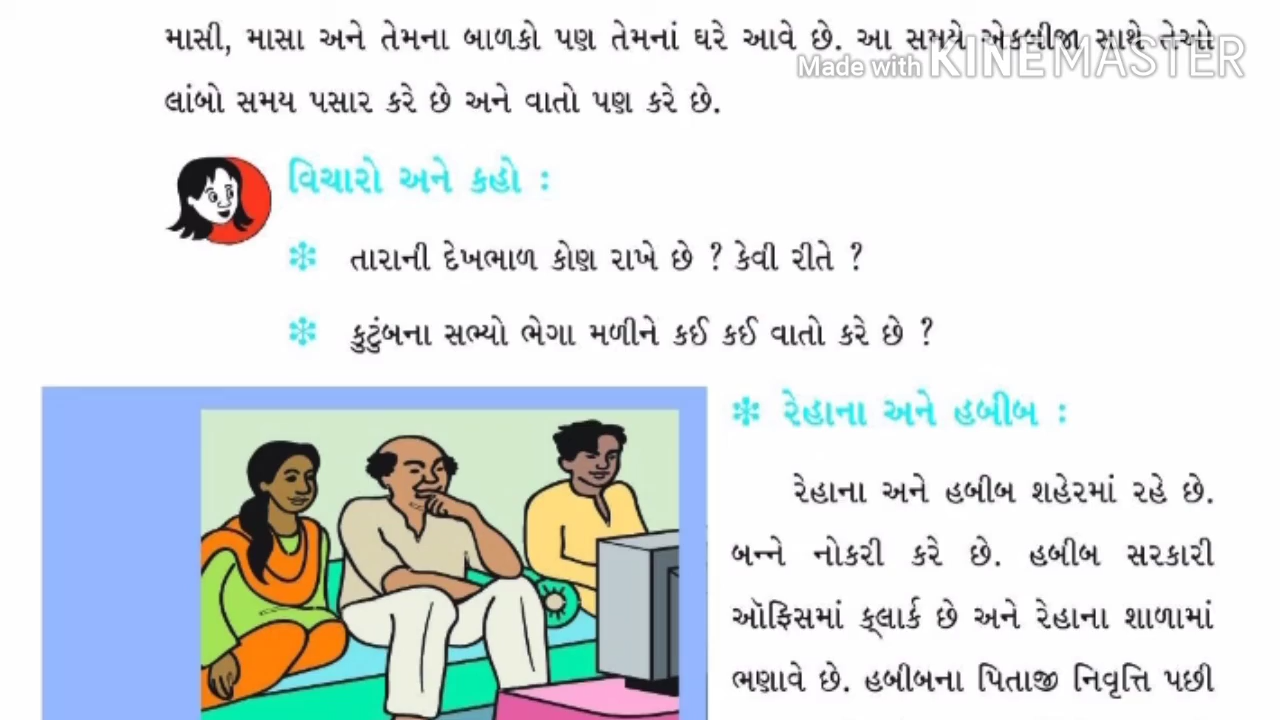 માસી, માસા અને તેમના બાળકો પણ તેમનાં ઘરે આવે છે. આ સમયે એકબીજા સાથે તેઓ
Made with KINEMASTER
લાંબો સમય પસાર કરે છે અને વાતો પણ કરે છે.
વિચારો અને કહો :
❇ તારાની દેખભાળ કોણ રાખે છે ? કેવી રીતે ?
❇ કુટુંબના સભ્યો ભેગા મળીને કઈ કઈ વાતો કરે છે ?
❇ રેહાના અને હબીબ :
રેહાના અને હબીબ શહેરમાં રહે છે.
બન્ને નોકરી કરે છે. હબીબ સરકારી
ઑફિસમાં ક્લાર્ક છે અને રેહાના શાળામાં
ભણાવે છે. હબીબના પિતાજી નિવૃત્તિ પછી